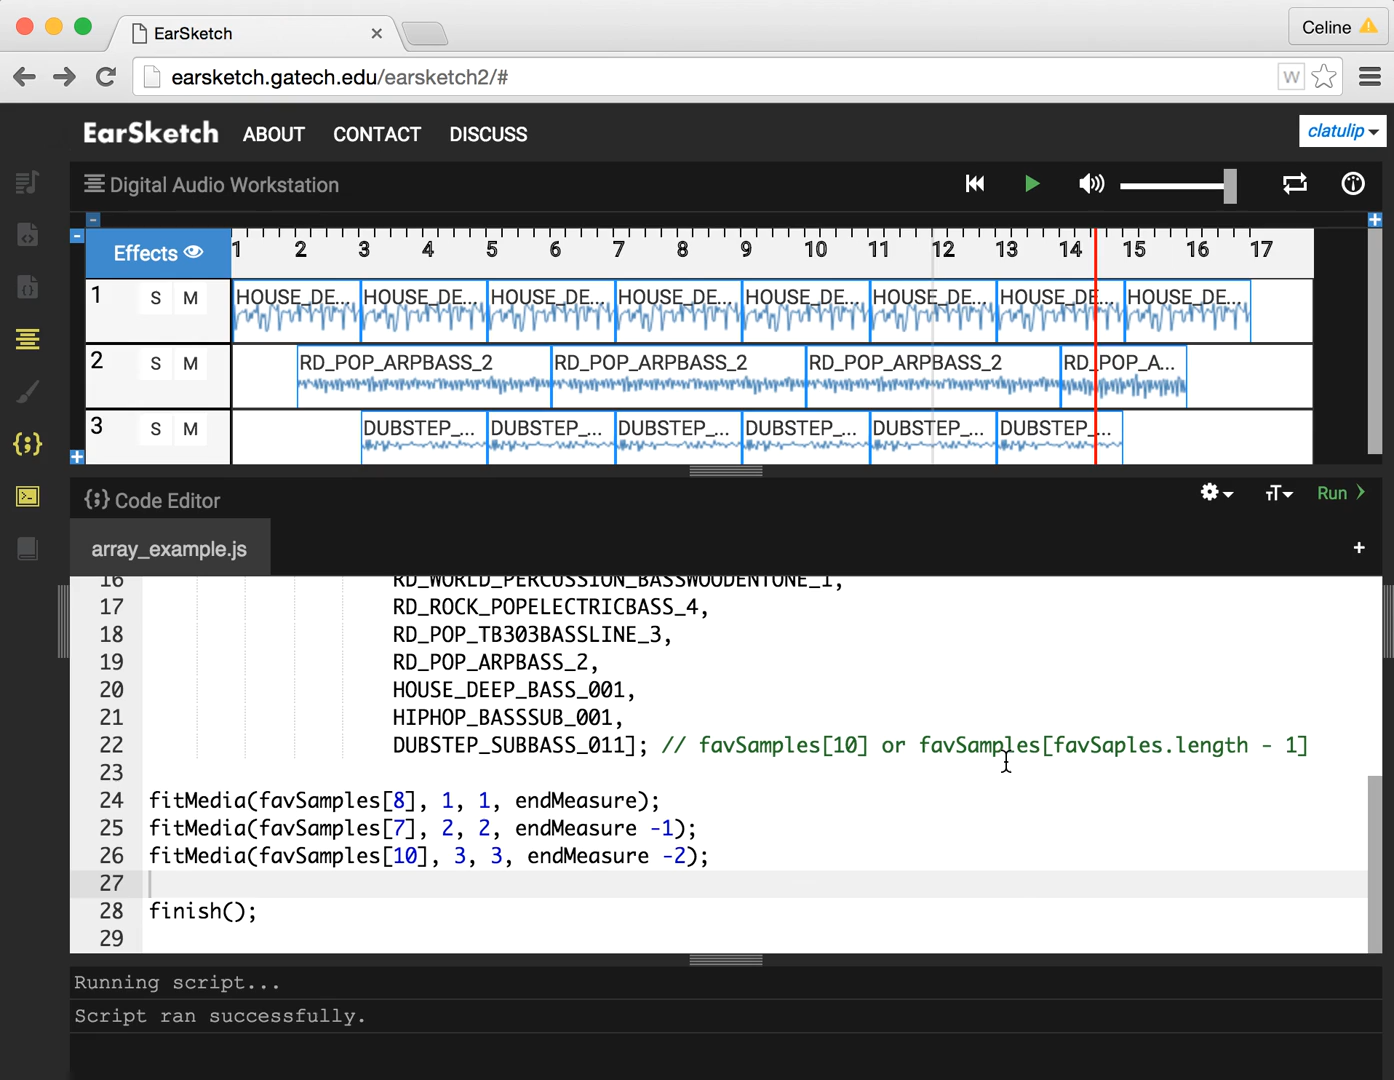 EarSketch
Celine
earsketch.gatech.edu/earsketch2/#
W
EarSketch ABOUT CONTACT DISCUSS
clatulip
Digital Audio Workstation
Effects
1 2 3 4 5 6 7 8 9 10 11 12 13 14 15 16 17
1 S M HOUSE_DE... HOUSE_DE... HOUSE_DE... HOUSE_DE... HOUSE_DE... HOUSE_DE... HOUSE_DE... HOUSE_DE...
2 S M RD_POP_ARPBASS_2 RD_POP_ARPBASS_2 RD_POP_ARPBASS_2 RD_POP_A...
3 S M DUBSTEP_... DUBSTEP_... DUBSTEP_... DUBSTEP_... DUBSTEP_... DUBSTEP_...
{;} Code Editor
Run
array_example.js
+
16 RD_WORLD_PERCUSSION_BASSWOODENTONE_1,
17 RD_ROCK_POPELECTRICBASS_4,
18 RD_POP_TB303BASSLINE_3,
19 RD_POP_ARPBASS_2,
20 HOUSE_DEEP_BASS_001,
21 HIPHOP_BASSSUB_001,
22 DUBSTEP_SUBBASS_011]; // favSamples[10] or favSamples[favSaples.length - 1]
23
24 fitMedia(favSamples[8], 1, 1, endMeasure);
25 fitMedia(favSamples[7], 2, 2, endMeasure -1);
26 fitMedia(favSamples[10], 3, 3, endMeasure -2);
27
28 finish();
29
Running script...
Script ran successfully.